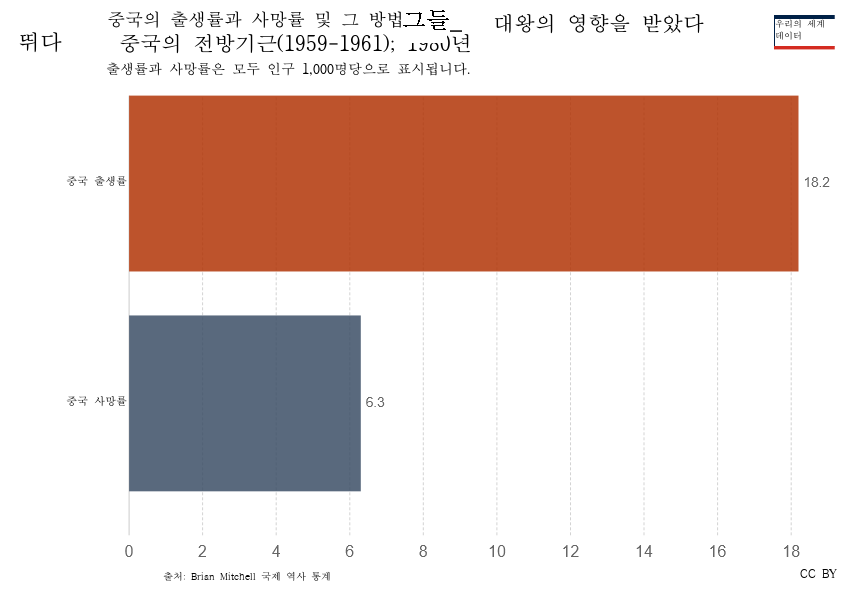 중국의 출생률과 사망률 및 그 방법그들_ 대왕의 영향을 받았다
뛰다 중국의 전방기근(1959-1961); 1980년
출생률과 사망률은 모두 인구 1,000명당으로 표시됩니다.
우리의 세계
데이터
중국 출생률
18.2
중국 사망률
6.3
0 2 4 6 8 10 12 14 16 18
출처: Brian Mitchell 국제 역사 통계
CC BY